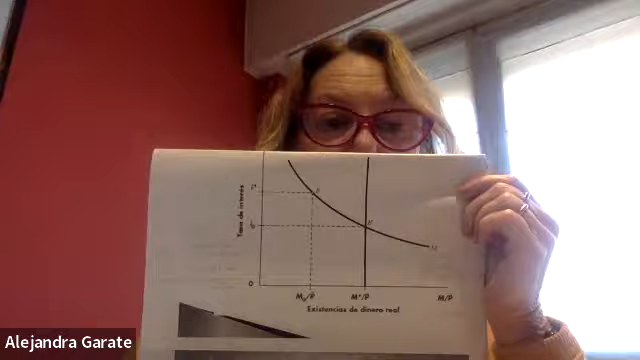 Tasa de interés
0
M₀/P̄
M*/P̄
M/P
Existencias de dinero real
Alejandra Garate